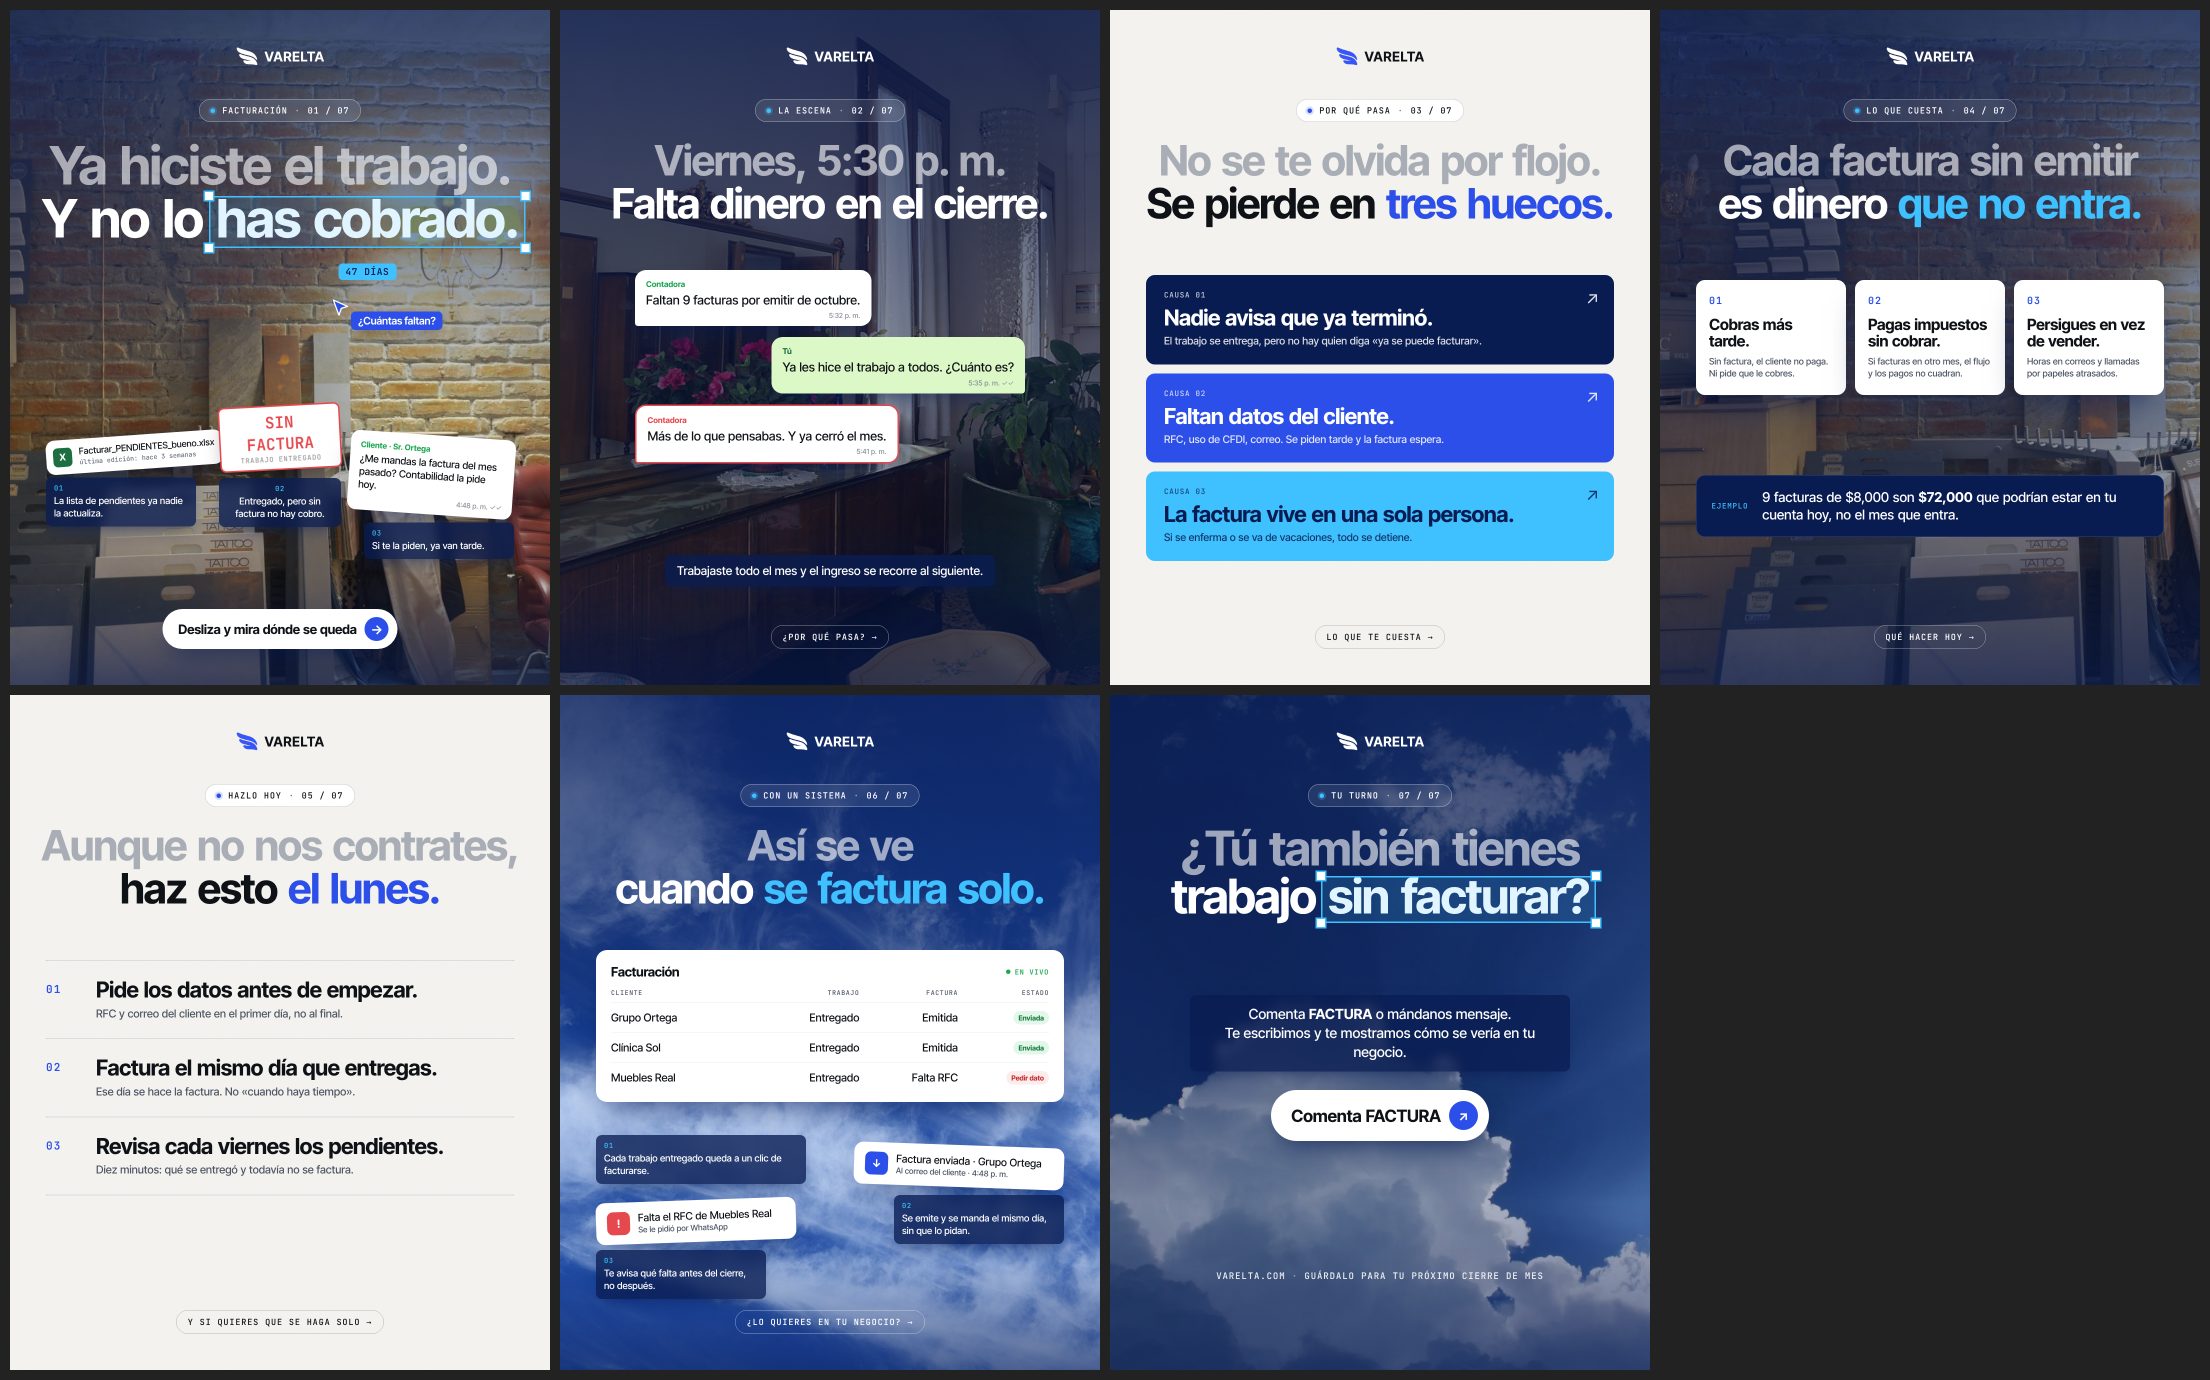 VARELTA
FACTURACIÓN · 01 / 07
Ya hiciste el trabajo.
Y no lo has cobrado.
47 DÍAS
¿Cuántas faltan?
Facturar_PENDIENTES_bueno.xlsx
última edición: hace 3 semanas
01
La lista de pendientes ya nadie
la actualiza.
SIN
FACTURA
TRABAJO ENTREGADO
02
Entregado, pero sin
factura no hay cobro.
Cliente · Sr. Ortega
¿Me mandas la factura del mes
pasado? Contabilidad la pide
hoy.
4:48 p. m. ✓✓
03
Si te la piden, ya van tarde.
TATTOO
TATTOO
Desliza y mira dónde se queda →
VARELTA
LA ESCENA · 02 / 07
Viernes, 5:30 p. m.
Falta dinero en el cierre.
Contadora
Faltan 9 facturas por emitir de octubre.
5:32 p. m.
Tú
Ya les hice el trabajo a todos. ¿Cuánto es?
5:35 p. m. ✓✓
Contadora
Más de lo que pensabas. Y ya cerró el mes.
5:41 p. m.
Trabajaste todo el mes y el ingreso se recorre al siguiente.
¿POR QUÉ PASA? →
VARELTA
POR QUÉ PASA · 03 / 07
No se te olvida por flojo.
Se pierde en tres huecos.
CAUSA 01
Nadie avisa que ya terminó.
El trabajo se entrega, pero no hay quien diga «ya se puede facturar».
CAUSA 02
Faltan datos del cliente.
RFC, uso de CFDI, correo. Se piden tarde y la factura espera.
CAUSA 03
La factura vive en una sola persona.
Si se enferma o se va de vacaciones, todo se detiene.
LO QUE TE CUESTA →
VARELTA
LO QUE CUESTA · 04 / 07
Cada factura sin emitir
es dinero que no entra.
01
Cobras más
tarde.
Sin factura, el cliente no paga.
Ni pide que le cobres.
02
Pagas impuestos
sin cobrar.
Si facturas en otro mes, el flujo
y los pagos no cuadran.
03
Persigues en vez
de vender.
Horas en correos y llamadas
por papeles atrasados.
EJEMPLO
9 facturas de $8,000 son $72,000 que podrían estar en tu
cuenta hoy, no el mes que entra.
TATTOO
TATTOO
QUÉ HACER HOY →
VARELTA
HAZLO HOY · 05 / 07
Aunque no nos contrates,
haz esto el lunes.
01
Pide los datos antes de empezar.
RFC y correo del cliente en el primer día, no al final.
02
Factura el mismo día que entregas.
Ese día se hace la factura. No «cuando haya tiempo».
03
Revisa cada viernes los pendientes.
Diez minutos: qué se entregó y todavía no se factura.
Y SI QUIERES QUE SE HAGA SOLO →
VARELTA
CON UN SISTEMA · 06 / 07
Así se ve
cuando se factura solo.
Facturación
EN VIVO
CLIENTE TRABAJO FACTURA ESTADO
Grupo Ortega Entregado Emitida Enviada
Clínica Sol Entregado Emitida Enviada
Muebles Real Entregado Falta RFC Pedir dato
01
Cada trabajo entregado queda a un clic de
facturarse.
Factura enviada · Grupo Ortega
Al correo del cliente · 4:48 p. m.
Falta el RFC de Muebles Real
Se le pidió por WhatsApp
02
Se emite y se manda el mismo día,
sin que lo pidan.
03
Te avisa qué falta antes del cierre,
no después.
¿LO QUIERES EN TU NEGOCIO? →
VARELTA
TU TURNO · 07 / 07
¿Tú también tienes
trabajo sin facturar?
Comenta FACTURA o mándanos mensaje.
Te escribimos y te mostramos cómo se vería en tu
negocio.
Comenta FACTURA
VARELTA.COM · GUÁRDALO PARA TU PRÓXIMO CIERRE DE MES